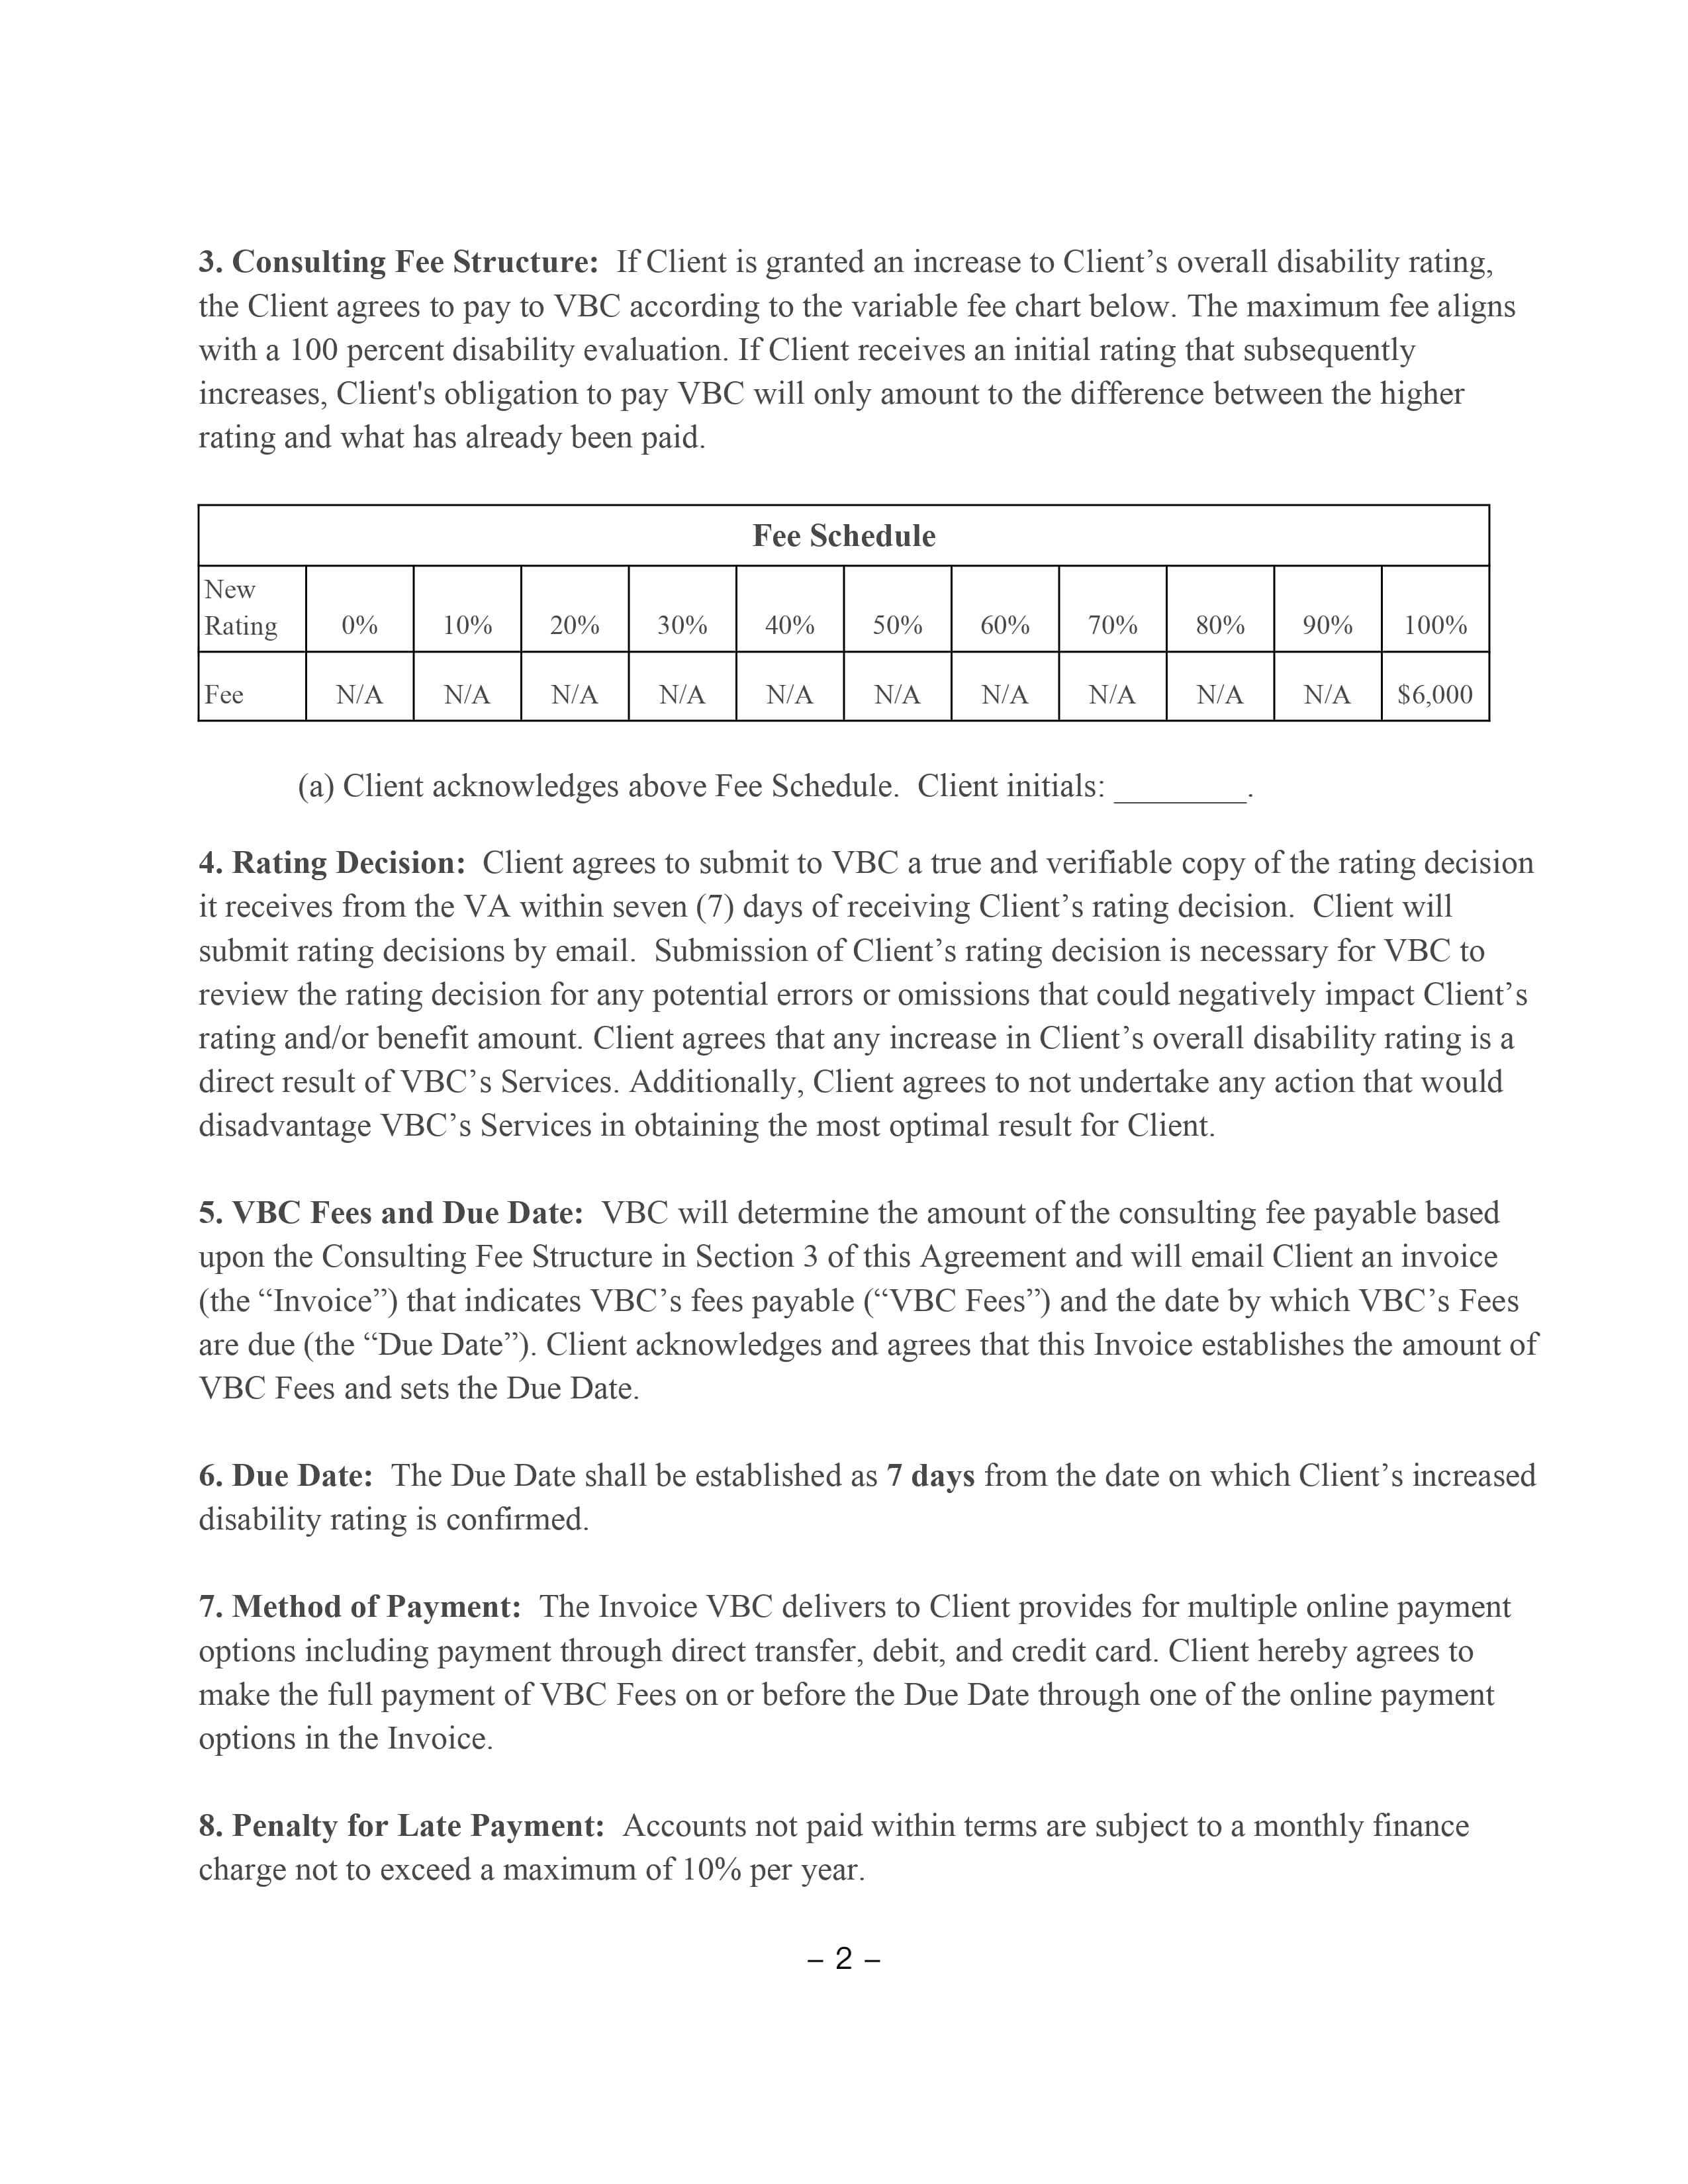 3. Consulting Fee Structure:  If Client is granted an increase to Client’s overall disability rating,
the Client agrees to pay to VBC according to the variable fee chart below. The maximum fee aligns
with a 100 percent disability evaluation. If Client receives an initial rating that subsequently
increases, Client's obligation to pay VBC will only amount to the difference between the higher
rating and what has already been paid.
Fee Schedule
New
Rating 0% 10% 20% 30% 40% 50% 60% 70% 80% 90% 100%
Fee N/A N/A N/A N/A N/A N/A N/A N/A N/A N/A $6,000
(a) Client acknowledges above Fee Schedule.  Client initials: ________.
4. Rating Decision:  Client agrees to submit to VBC a true and verifiable copy of the rating decision
it receives from the VA within seven (7) days of receiving Client’s rating decision.  Client will
submit rating decisions by email.  Submission of Client’s rating decision is necessary for VBC to
review the rating decision for any potential errors or omissions that could negatively impact Client’s
rating and/or benefit amount. Client agrees that any increase in Client’s overall disability rating is a
direct result of VBC’s Services. Additionally, Client agrees to not undertake any action that would
disadvantage VBC’s Services in obtaining the most optimal result for Client.
5. VBC Fees and Due Date:  VBC will determine the amount of the consulting fee payable based
upon the Consulting Fee Structure in Section 3 of this Agreement and will email Client an invoice
(the “Invoice”) that indicates VBC’s fees payable (“VBC Fees”) and the date by which VBC’s Fees
are due (the “Due Date”). Client acknowledges and agrees that this Invoice establishes the amount of
VBC Fees and sets the Due Date.
6. Due Date:  The Due Date shall be established as 7 days from the date on which Client’s increased
disability rating is confirmed.
7. Method of Payment:  The Invoice VBC delivers to Client provides for multiple online payment
options including payment through direct transfer, debit, and credit card. Client hereby agrees to
make the full payment of VBC Fees on or before the Due Date through one of the online payment
options in the Invoice.
8. Penalty for Late Payment:  Accounts not paid within terms are subject to a monthly finance
charge not to exceed a maximum of 10% per year.
– 2 –